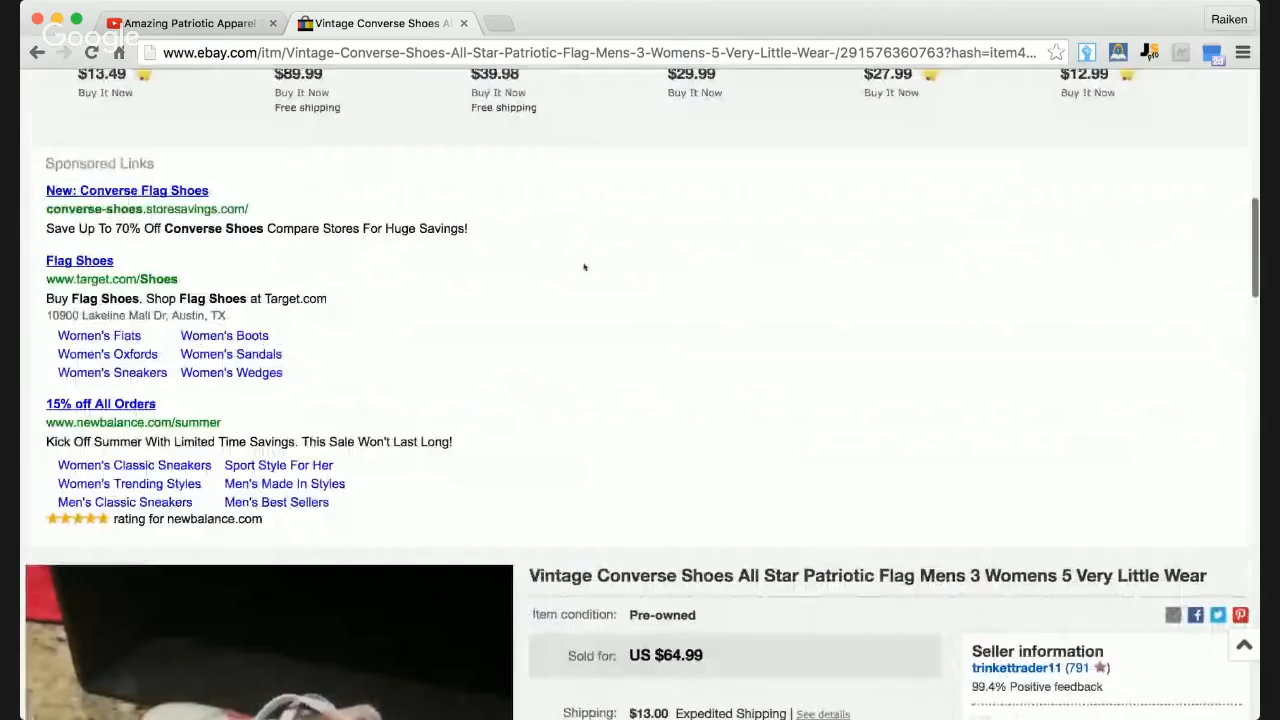 Amazing Patriotic Apparel
Vintage Converse Shoes Al
Raiken
Google
www.ebay.com/itm/Vintage-Converse-Shoes-All-Star-Patriotic-Flag-Mens-3-Womens-5-Very-Little-Wear-/291576360763?hash=item4...
$13.49 $89.99 $39.98 $29.99 $27.99 $12.99
Buy It Now Buy It Now Buy It Now Buy It Now Buy It Now Buy It Now
Free shipping Free shipping
Sponsored Links
New: Converse Flag Shoes
converse-shoes.storesavings.com/
Save Up To 70% Off Converse Shoes Compare Stores For Huge Savings!
Flag Shoes
www.target.com/Shoes
Buy Flag Shoes. Shop Flag Shoes at Target.com
10900 Lakeline Mall Dr, Austin, TX
Women's Flats Women's Boots
Women's Oxfords Women's Sandals
Women's Sneakers Women's Wedges
15% off All Orders
www.newbalance.com/summer
Kick Off Summer With Limited Time Savings. This Sale Won't Last Long!
Women's Classic Sneakers Sport Style For Her
Women's Trending Styles Men's Made In Styles
Men's Classic Sneakers Men's Best Sellers
rating for newbalance.com
Vintage Converse Shoes All Star Patriotic Flag Mens 3 Womens 5 Very Little Wear
Item condition: Pre-owned
Sold for: US $64.99
Shipping: $13.00 Expedited Shipping | See details
Seller information
trinkettrader11 (791)
99.4% Positive feedback